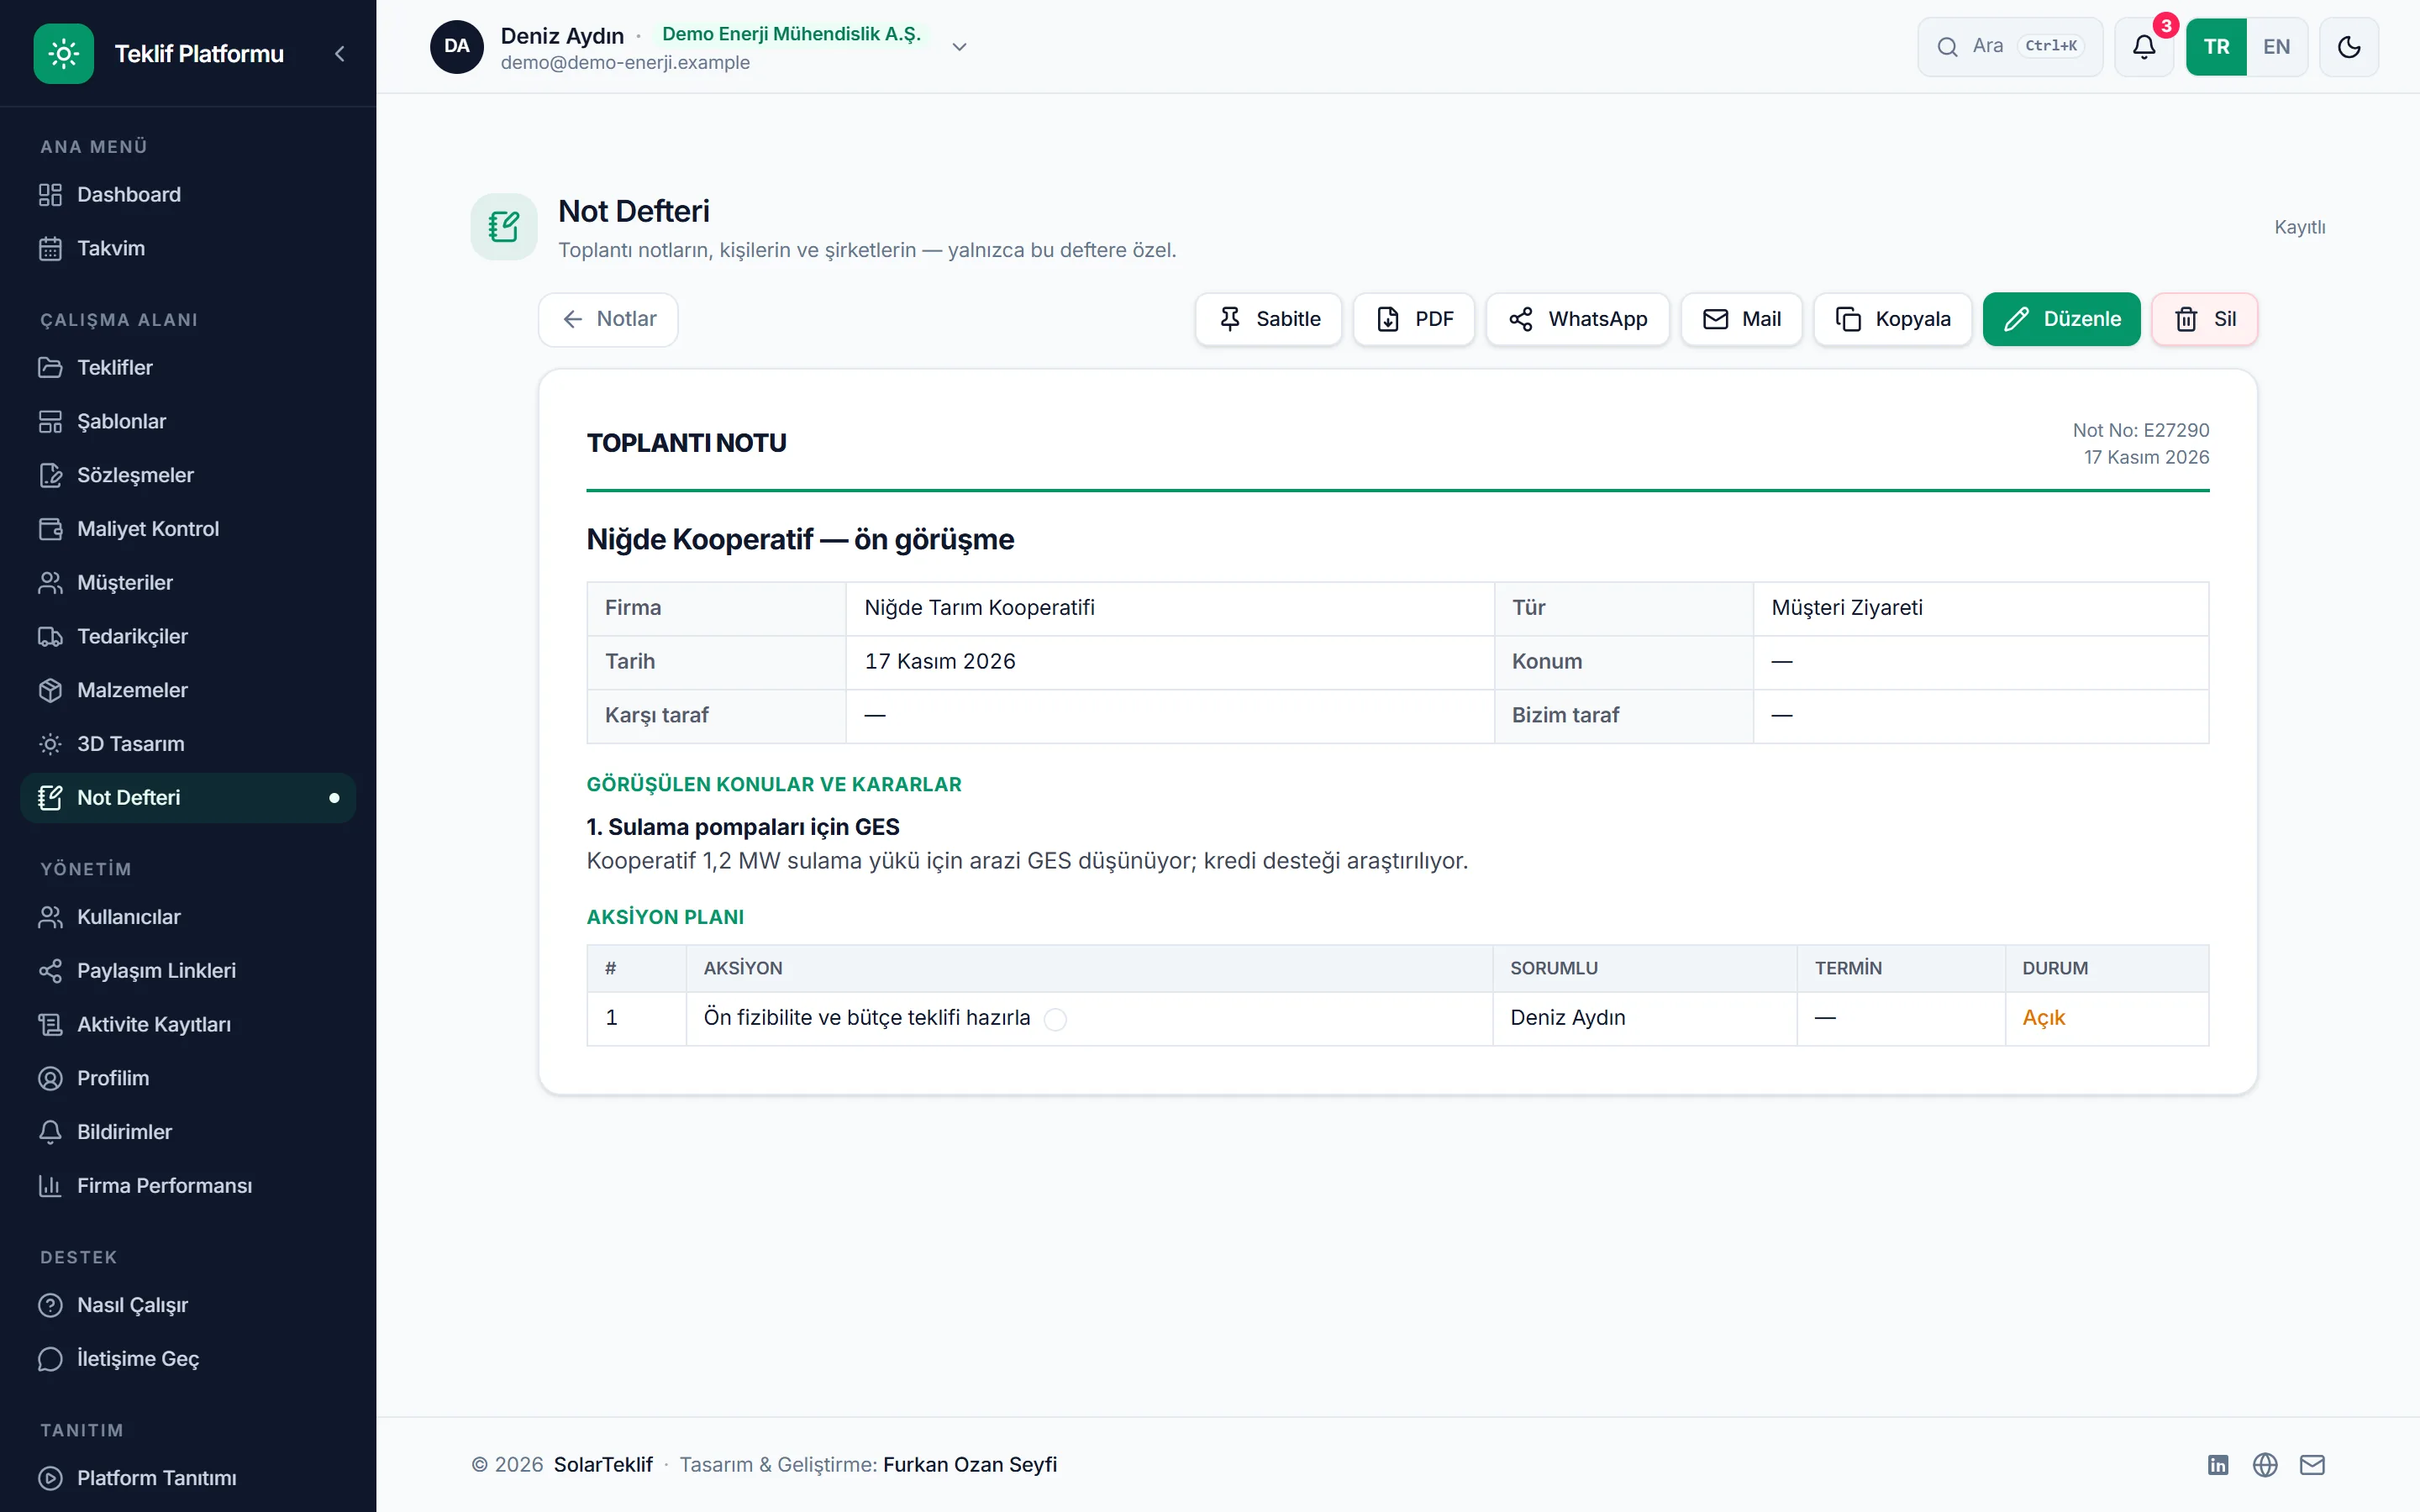 Teklif Platformu
ANA MENÜ
Dashboard
Takvim
ÇALIŞMA ALANI
Teklifler
Şablonlar
Sözleşmeler
Maliyet Kontrol
Müşteriler
Tedarikçiler
Malzemeler
3D Tasarım
Not Defteri
YÖNETİM
Kullanıcılar
Paylaşım Linkleri
Aktivite Kayıtları
Profilim
Bildirimler
Firma Performansı
DESTEK
Nasıl Çalışır
İletişime Geç
TANITIM
Platform Tanıtımı
DA Deniz Aydın · Demo Enerji Mühendislik A.Ş.
demo@demo-enerji.example
Ara Ctrl+K 3 TR EN
Not Defteri
Toplantı notların, kişilerin ve şirketlerin — yalnızca bu deftere özel.
Kayıtlı
Notlar Sabitle PDF WhatsApp Mail Kopyala Düzenle Sil
TOPLANTI NOTU
Not No: E27290
17 Kasım 2026
Niğde Kooperatif — ön görüşme
Firma Niğde Tarım Kooperatifi Tür Müşteri Ziyareti
Tarih 17 Kasım 2026 Konum —
Karşı taraf — Bizim taraf —
GÖRÜŞÜLEN KONULAR VE KARARLAR
1. Sulama pompaları için GES
Kooperatif 1,2 MW sulama yükü için arazi GES düşünüyor; kredi desteği araştırılıyor.
AKSİYON PLANI
# AKSİYON SORUMLU TERMİN DURUM
1 Ön fizibilite ve bütçe teklifi hazırla Deniz Aydın — Açık
© 2026 SolarTeklif · Tasarım & Geliştirme: Furkan Ozan Seyfi
in